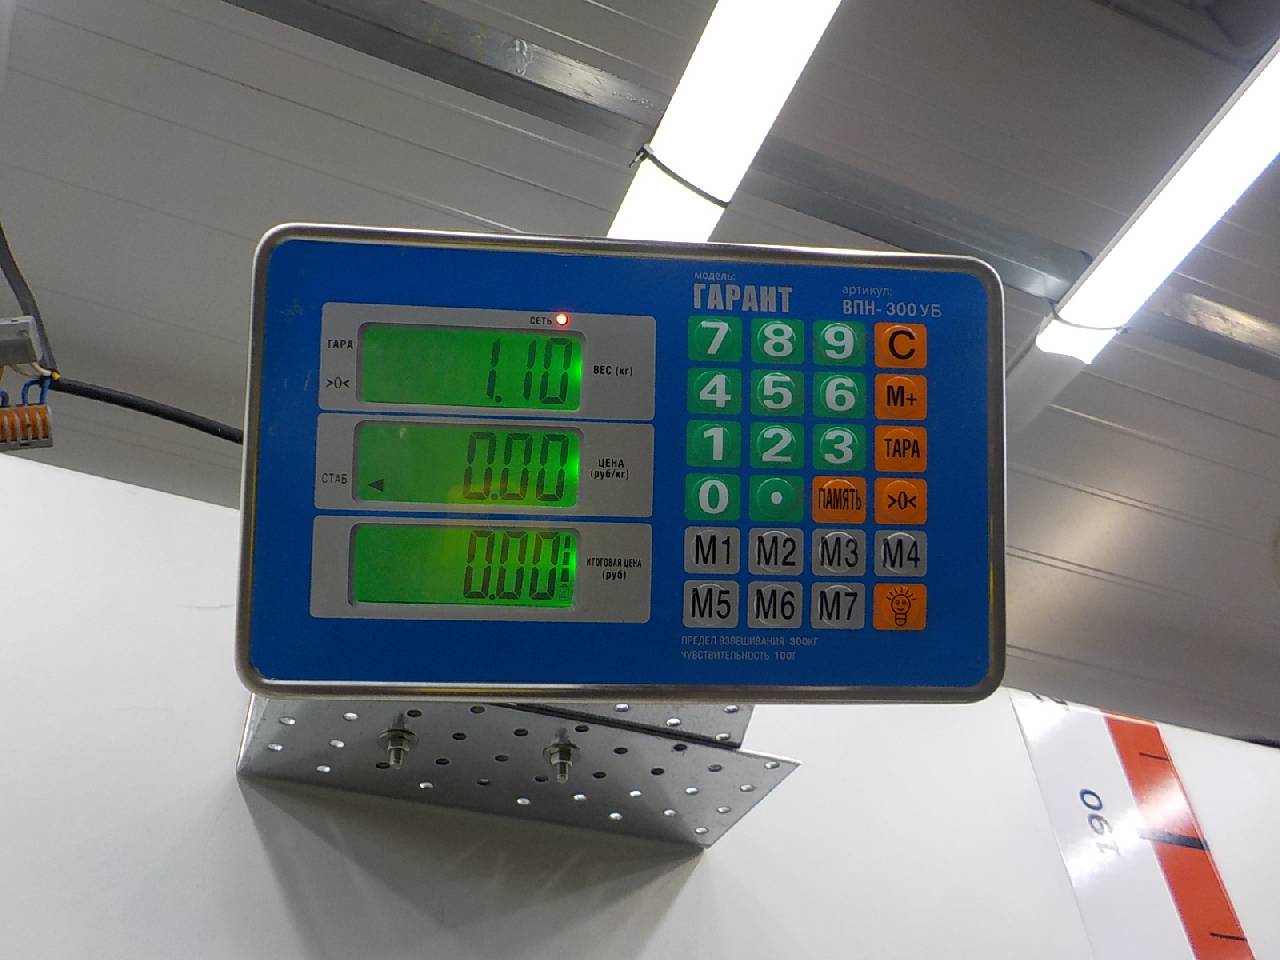 модель:
ГАРАНТ
артикул:
ВПН-300УБ
СЕТЬ
ТАРА
>0<
1.10
ВЕС (кг)
СТАБ
0.00
ЦЕНА
(руб/кг)
0.00
ИТОГОВАЯ ЦЕНА
(руб)
7 8 9 C
4 5 6 M+
1 2 3 ТАРА
0 . ПАМЯТЬ >0<
M1 M2 M3 M4
M5 M6 M7
ПРЕДЕЛ ВЗВЕШИВАНИЯ 300КГ
ЧУВСТВИТЕЛЬНОСТЬ 100Г
190